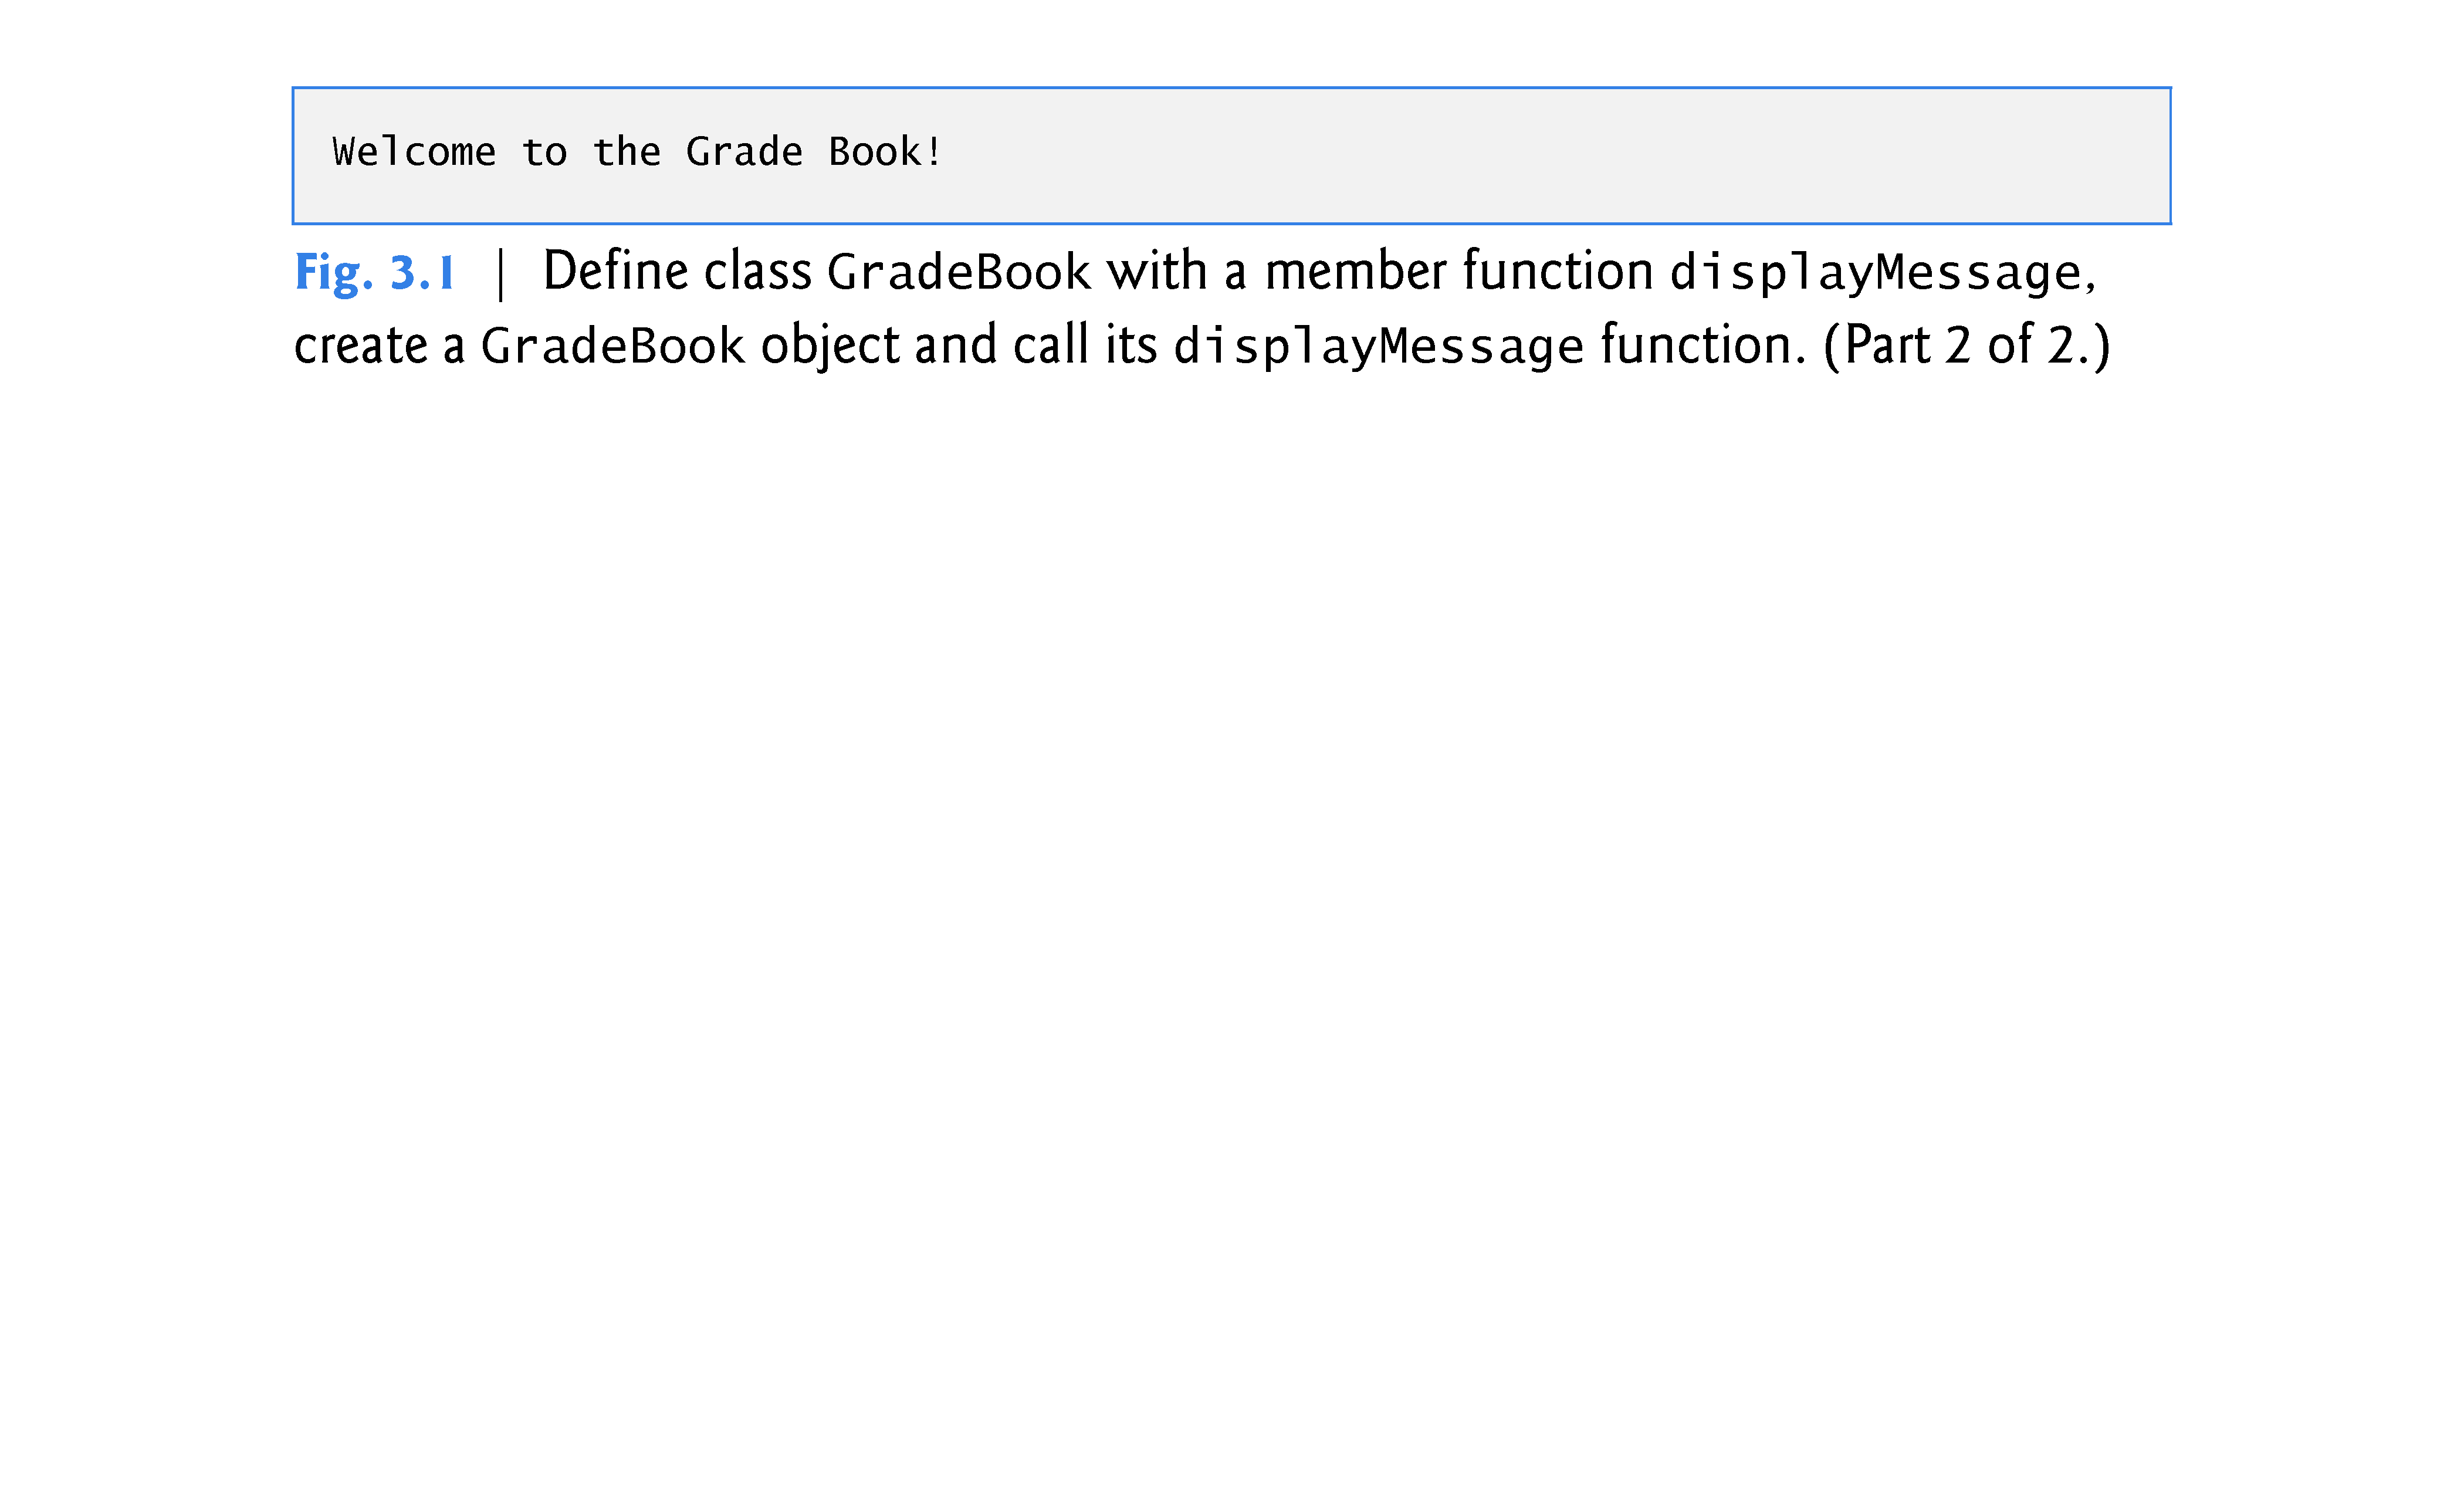 Welcome to the Grade Book!
Fig. 3.1 | Define class GradeBook with a member function displayMessage,
create a GradeBook object and call its displayMessage function. (Part 2 of 2.)